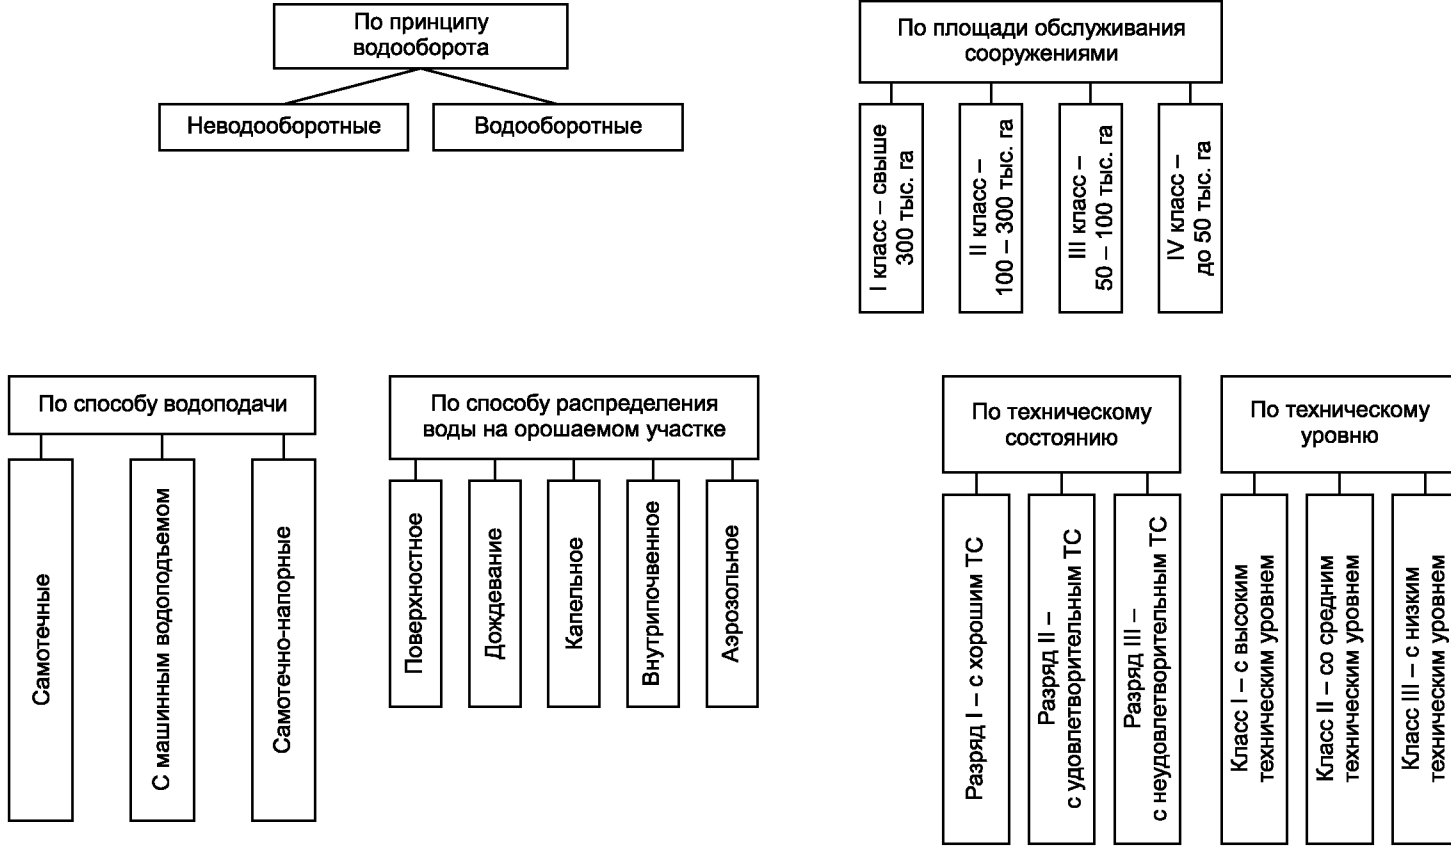 По принципу
водооборота
Неводооборотные
Водооборотные
По площади обслуживания
сооружениями
I класс – свыше
300 тыс. га
II класс –
100 – 300 тыс. га
III класс –
50 – 100 тыс. га
IV класс –
до 50 тыс. га
По способу водоподачи
Самотечные
С машинным водоподъемом
Самотечно-напорные
По способу распределения
воды на орошаемом участке
Поверхностное
Дождевание
Капельное
Внутрипочвенное
Аэрозольное
По техническому
состоянию
Разряд I – с хорошим ТС
Разряд II –
с удовлетворительным ТС
Разряд III –
с неудовлетворительным ТС
По техническому
уровню
Класс I – с высоким
техническим уровнем
Класс II – со средним
техническим уровнем
Класс III – с низким
техническим уровнем